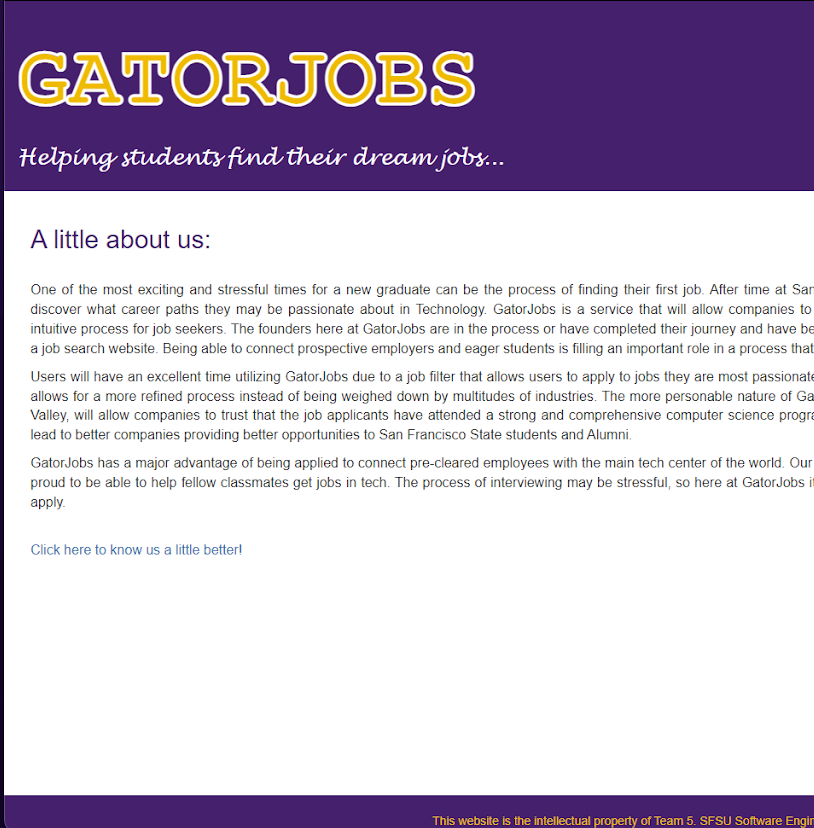 GATORJOBS
Helping students find their dream jobs...
A little about us:
One of the most exciting and stressful times for a new graduate can be the process of finding their first job. After time at San
discover what career paths they may be passionate about in Technology. GatorJobs is a service that will allow companies to
intuitive process for job seekers. The founders here at GatorJobs are in the process or have completed their journey and have be
a job search website. Being able to connect prospective employers and eager students is filling an important role in a process that
Users will have an excellent time utilizing GatorJobs due to a job filter that allows users to apply to jobs they are most passionate
allows for a more refined process instead of being weighed down by multitudes of industries. The more personable nature of Ga
Valley, will allow companies to trust that the job applicants have attended a strong and comprehensive computer science progra
lead to better companies providing better opportunities to San Francisco State students and Alumni.
GatorJobs has a major advantage of being applied to connect pre-cleared employees with the main tech center of the world. Our
proud to be able to help fellow classmates get jobs in tech. The process of interviewing may be stressful, so here at GatorJobs it
apply.
Click here to know us a little better!
This website is the intellectual property of Team 5. SFSU Software Engin